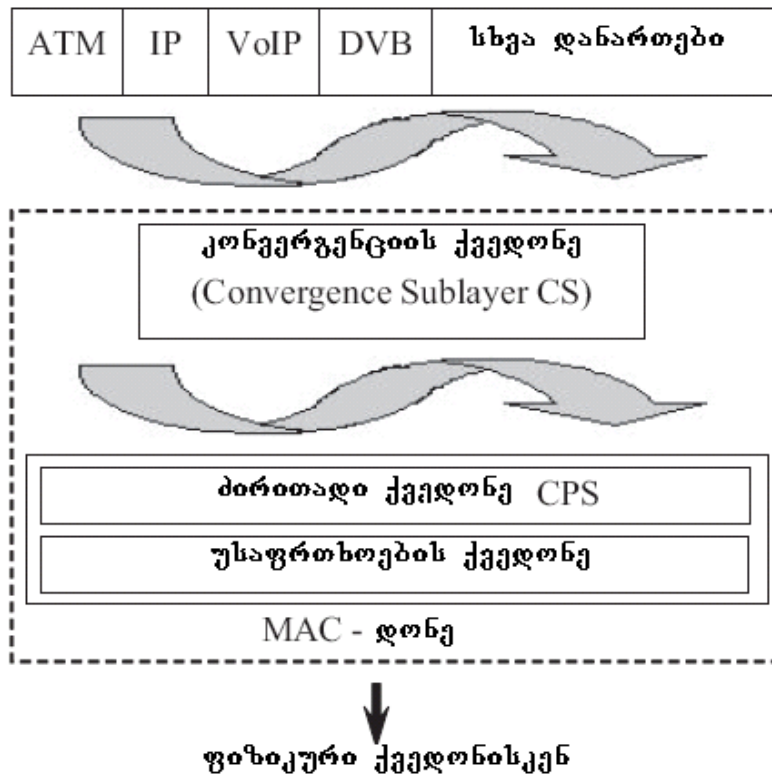 ATM IP VoIP DVB სხვა დანართები
კონვერგენციის ქვედონე
(Convergence Sublayer CS)
ძირითადი ქვედონე CPS
უსაფრთხოების ქვედონე
MAC - დონე
ფიზიკური ქვედონისკენ